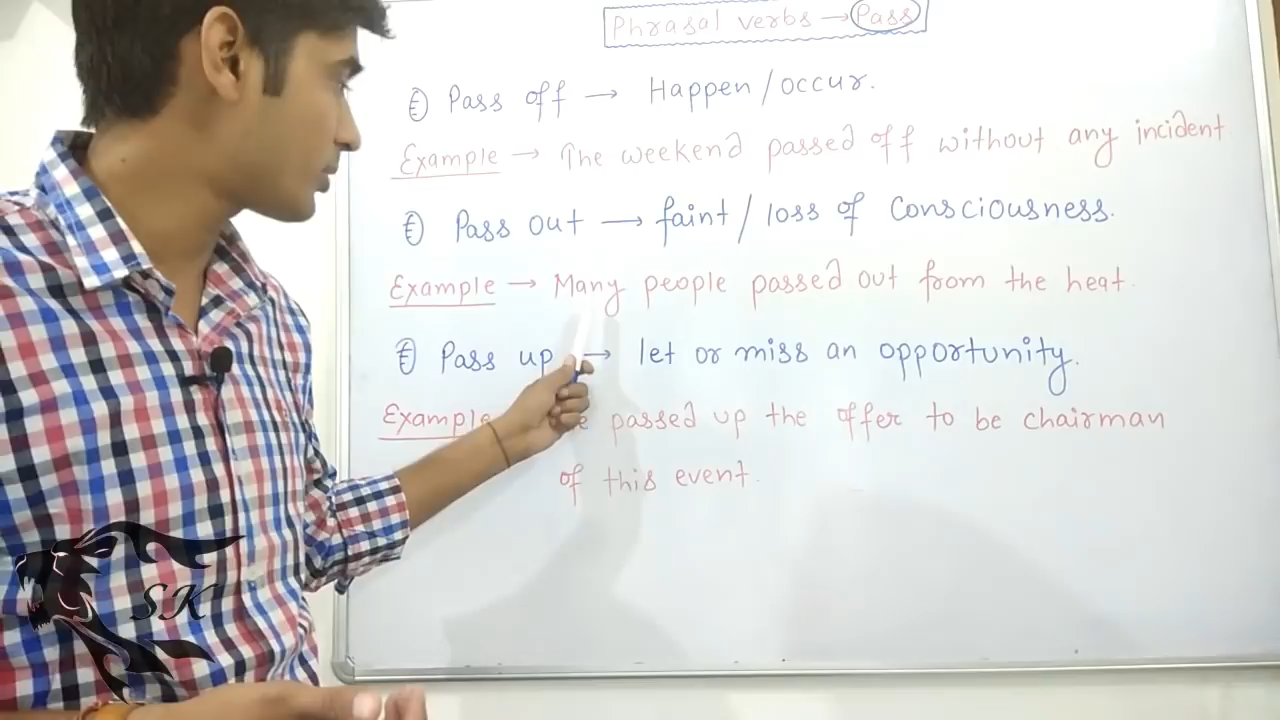 Phrasal verbs → Pass
Pass off → Happen/occur.
Example → The weekend passed off without any incident
Pass out → faint/loss of Consciousness.
Example → Many people passed out from the heat.
Pass up → let or miss an opportunity.
Example passed up the offer to be chairman
of this event.
SK